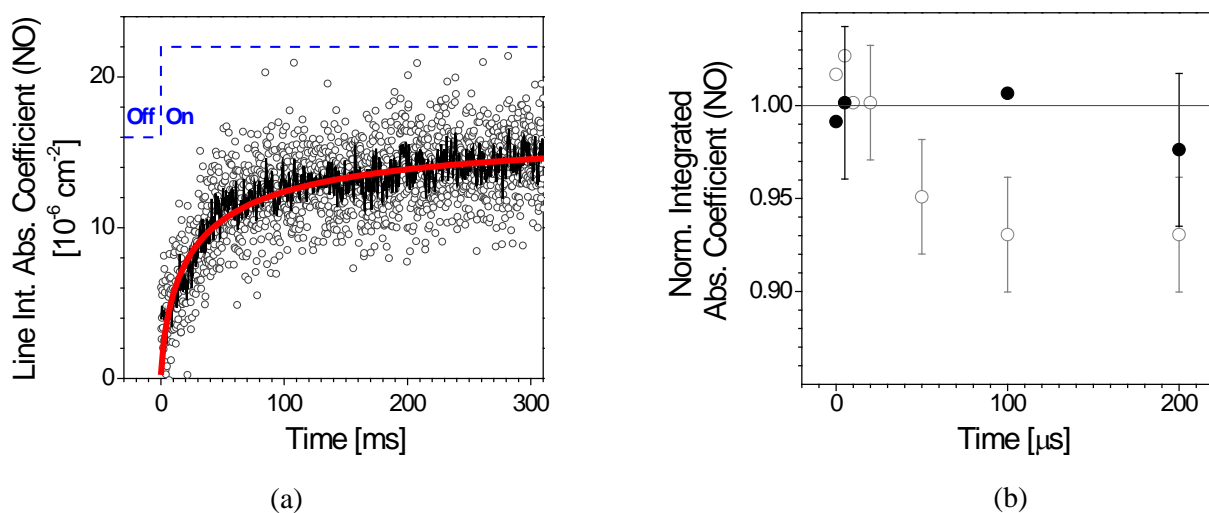 Line Int. Abs. Coefficient (NO)
[10⁻⁶ cm⁻²]
20
10
0
Off On
0 100 200 300
Time [ms]
(a)
Norm. Integrated
Abs. Coefficient (NO)
1.00
0.95
0.90
0 100 200
Time [µs]
(b)